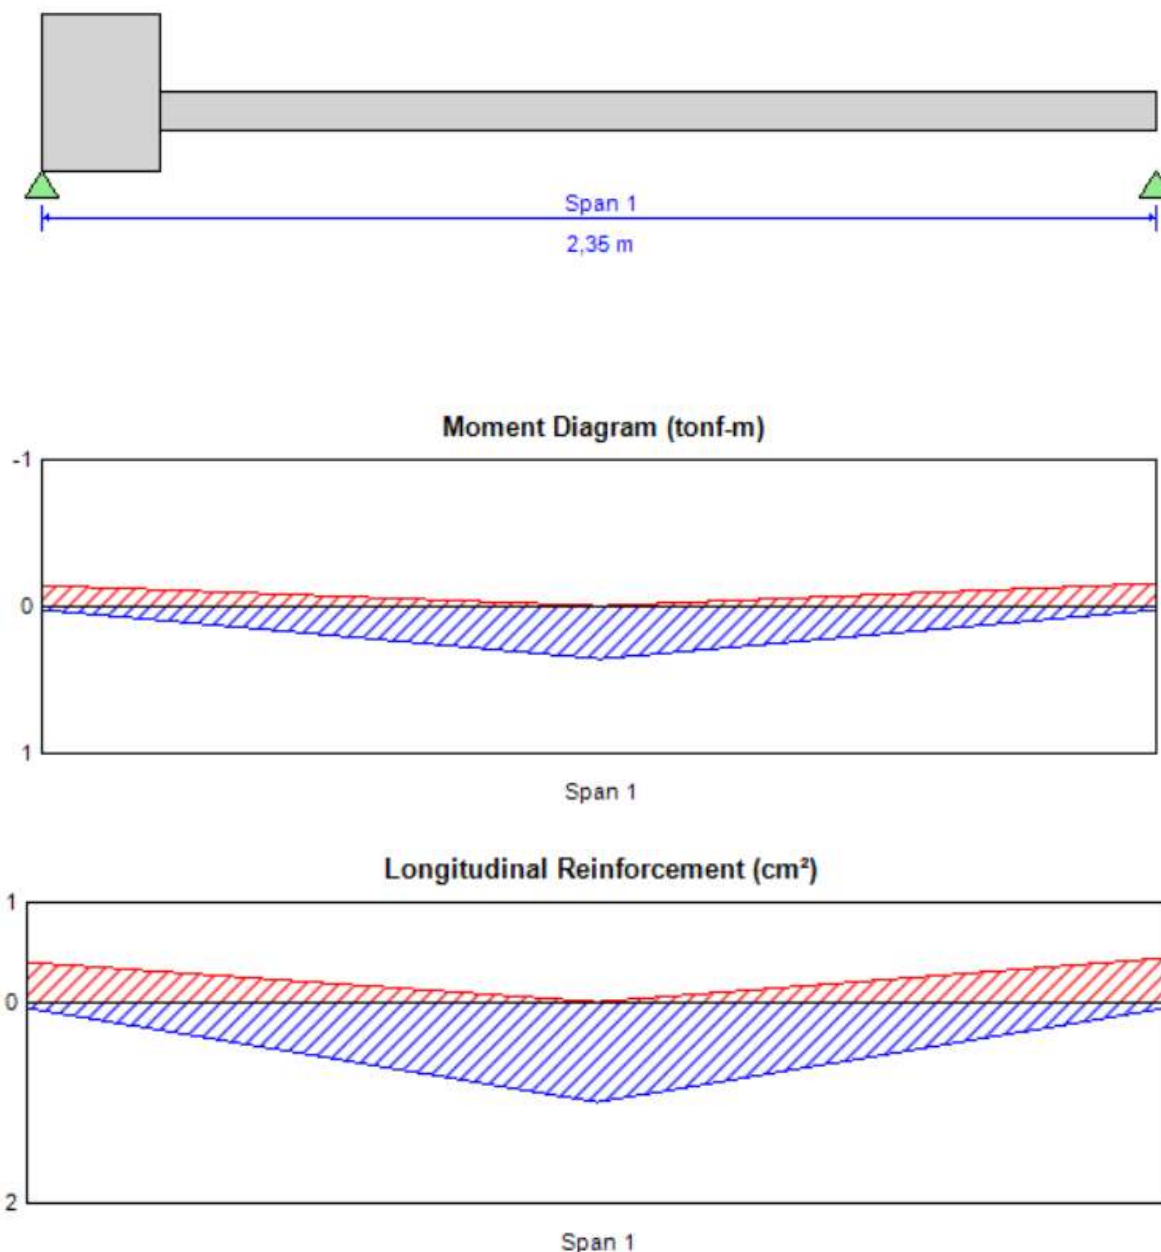 Span 1
2,35 m
Moment Diagram (tonf-m)
-1
0
1
Span 1
Longitudinal Reinforcement (cm²)
1
0
2
Span 1